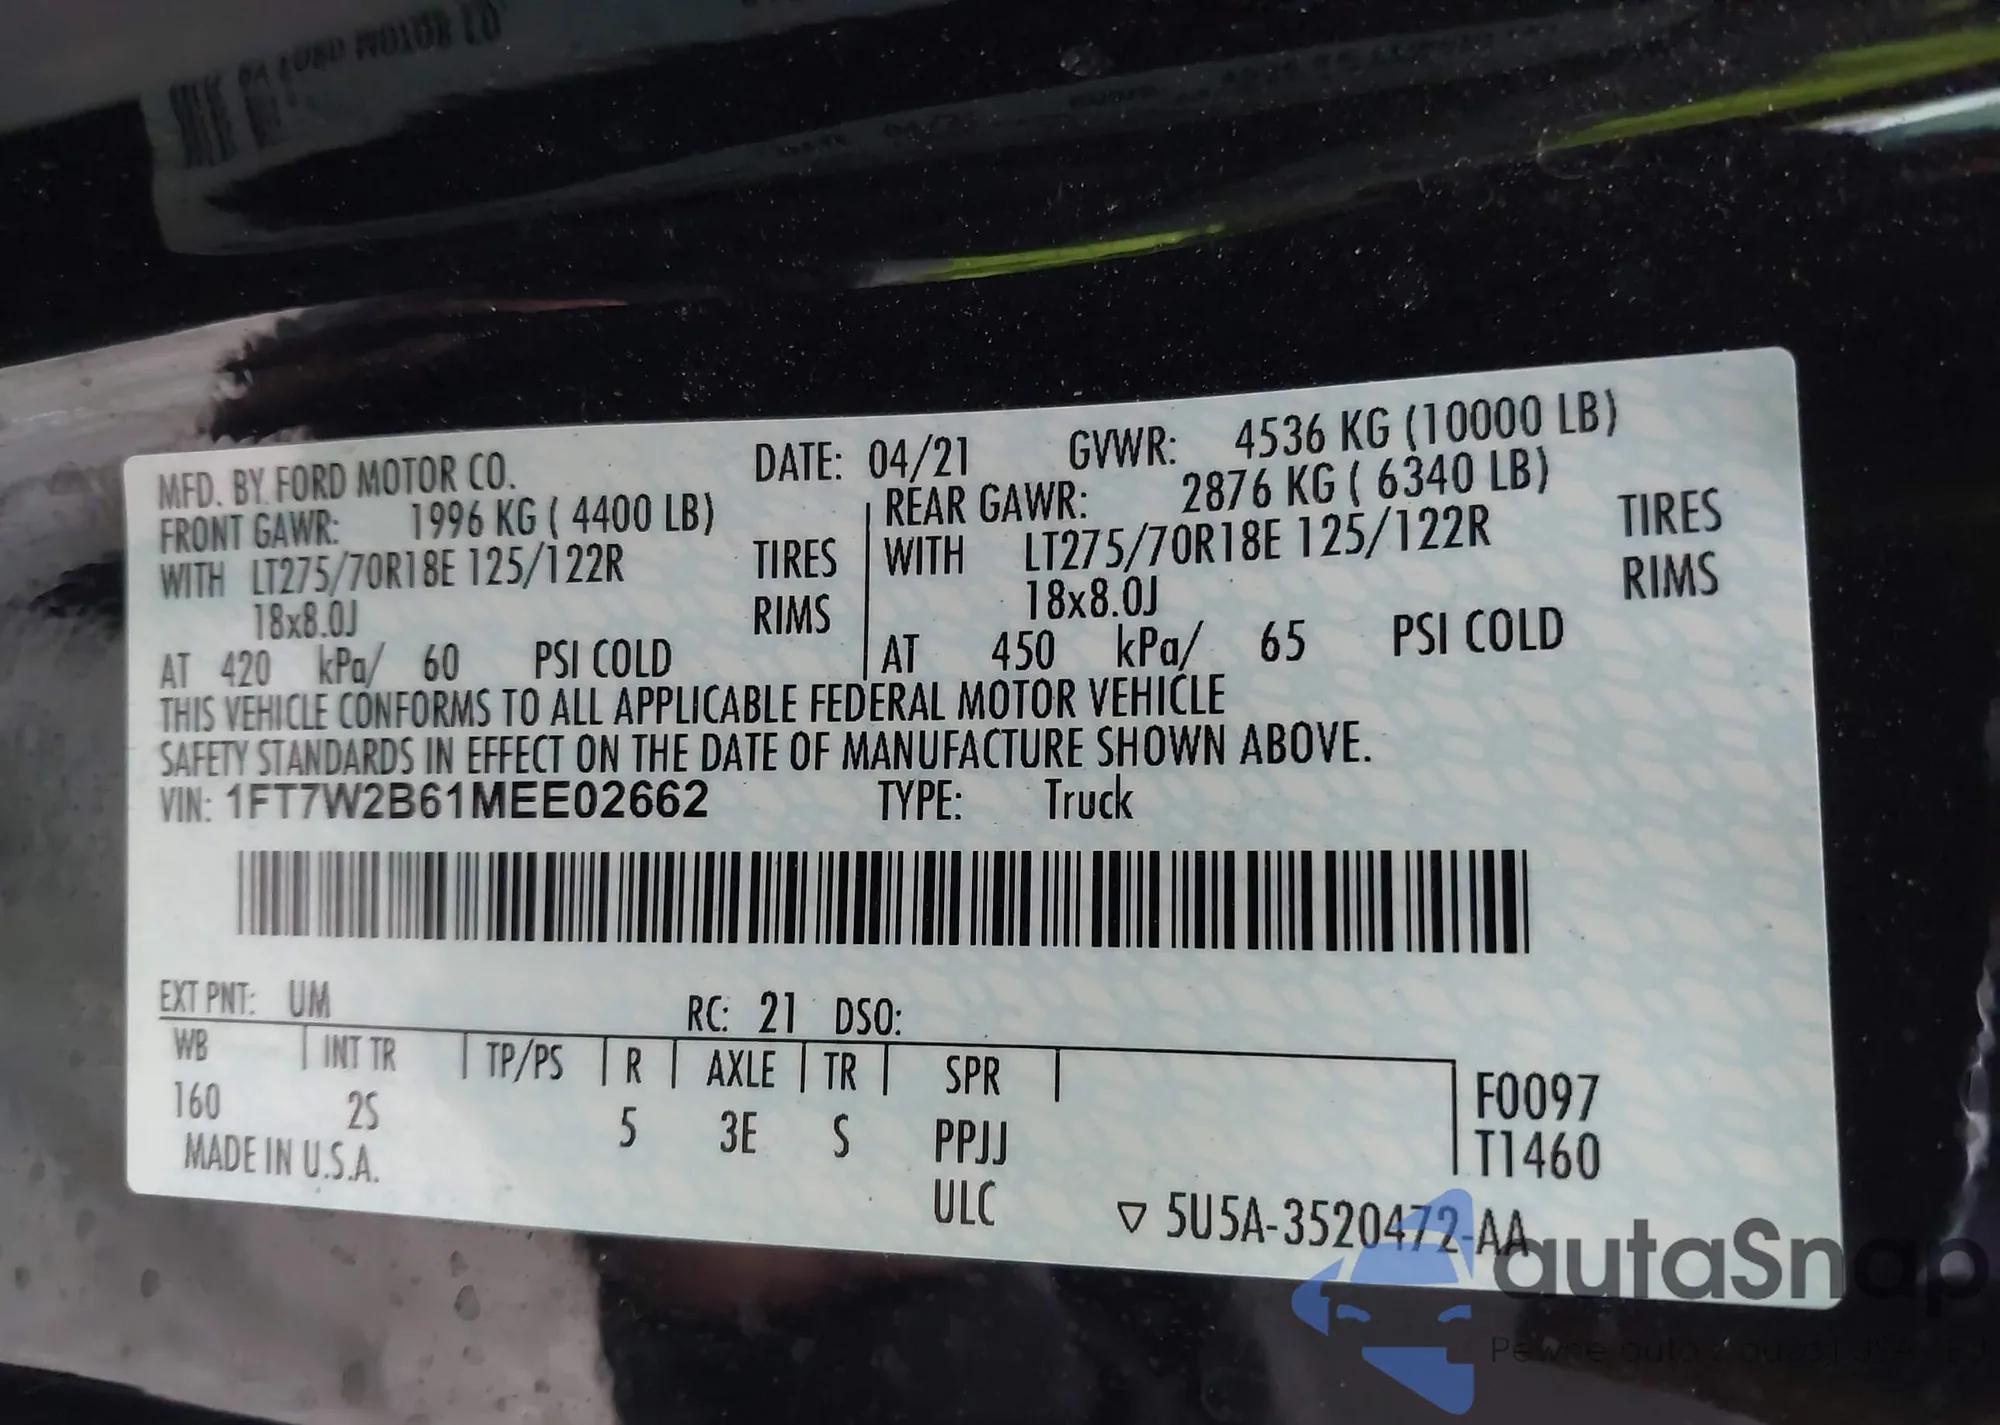 MFD. BY FORD MOTOR CO. DATE: 04/21 GVWR: 4536 KG (10000 LB)
FRONT GAWR: 1996 KG ( 4400 LB)
WITH LT275/70R18E 125/122R TIRES
18x8.0J RIMS
AT 420 kPa/ 60 PSI COLD
REAR GAWR: 2876 KG ( 6340 LB)
WITH LT275/70R18E 125/122R TIRES
18x8.0J RIMS
AT 450 kPa/ 65 PSI COLD
THIS VEHICLE CONFORMS TO ALL APPLICABLE FEDERAL MOTOR VEHICLE
SAFETY STANDARDS IN EFFECT ON THE DATE OF MANUFACTURE SHOWN ABOVE.
VIN: 1FT7W2B61MEE02662 TYPE: Truck
EXT PNT: UM RC: 21 DSO:
WB INT TR TP/PS R AXLE TR SPR
160 2S 5 3E S PPJJ
F0097
T1460
MADE IN U.S.A.
ULC
5U5A-3520472-AA
autaSnap
Pewne auto z